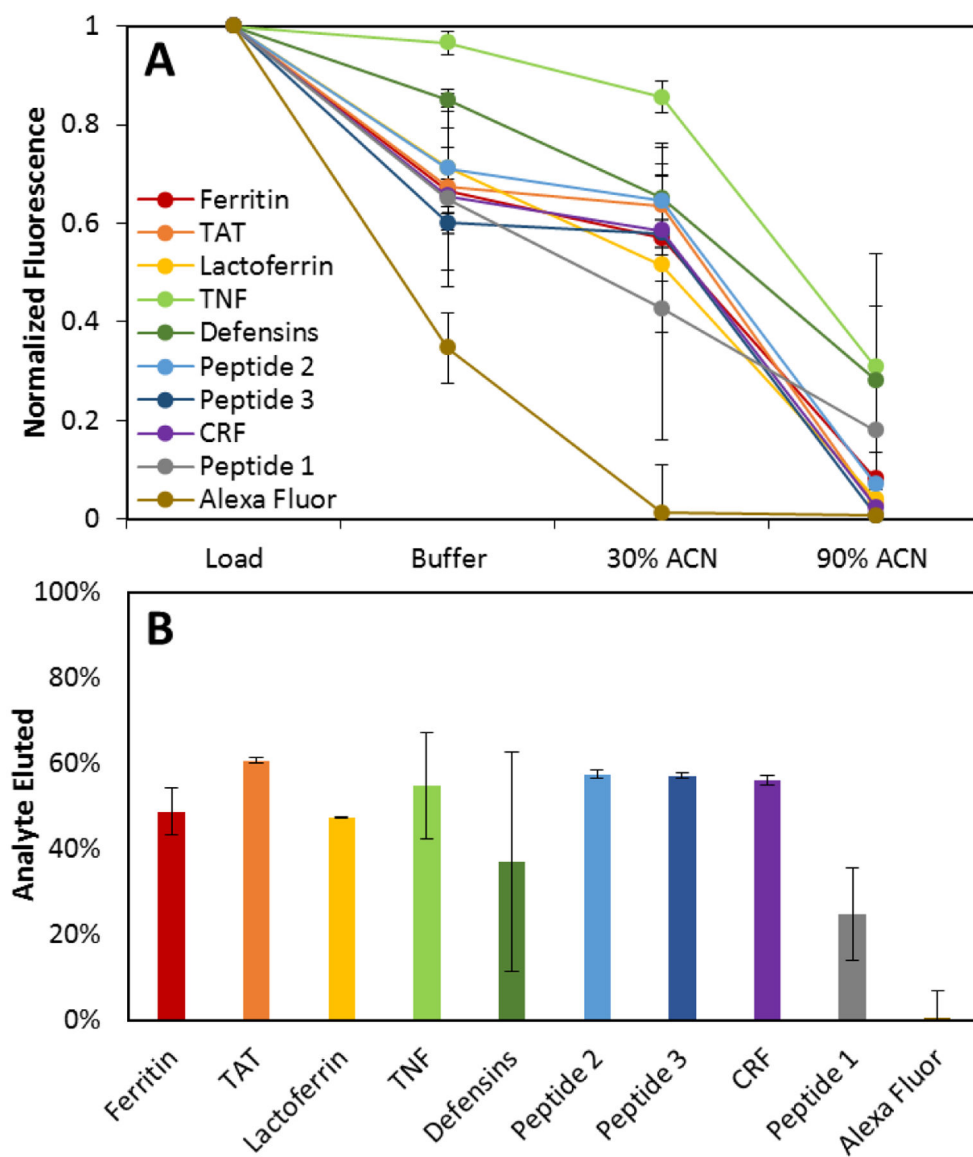 1
A
0.8
Normalized Fluorescence
0.6
0.4
0.2
0
Ferritin
TAT
Lactoferrin
TNF
Defensins
Peptide 2
Peptide 3
CRF
Peptide 1
Alexa Fluor
Load Buffer 30% ACN 90% ACN
100%
B
80%
Analyte Eluted
60%
40%
20%
0%
Ferritin
TAT
Lactoferrin
TNF
Defensins
Peptide 2
Peptide 3
CRF
Peptide 1
Alexa Fluor